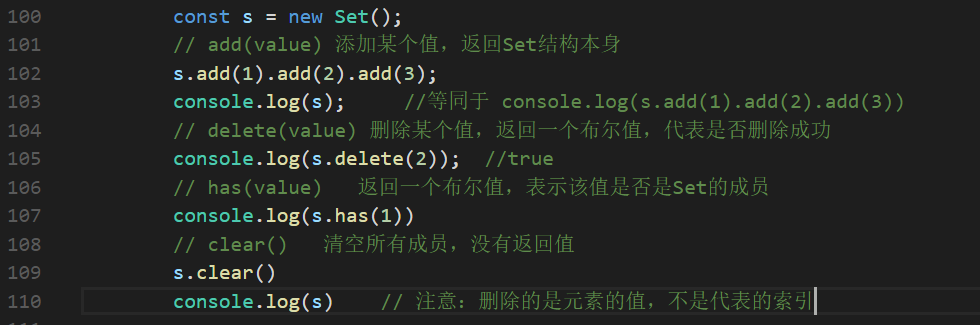 100 const s = new Set();
101 // add(value) 添加某个值，返回Set结构本身
102 s.add(1).add(2).add(3);
103 console.log(s); //等同于 console.log(s.add(1).add(2).add(3))
104 // delete(value) 删除某个值，返回一个布尔值，代表是否删除成功
105 console.log(s.delete(2)); //true
106 // has(value) 返回一个布尔值，表示该值是否是Set的成员
107 console.log(s.has(1))
108 // clear() 清空所有成员，没有返回值
109 s.clear()
110 console.log(s) // 注意：删除的是元素的值，不是代表的索引